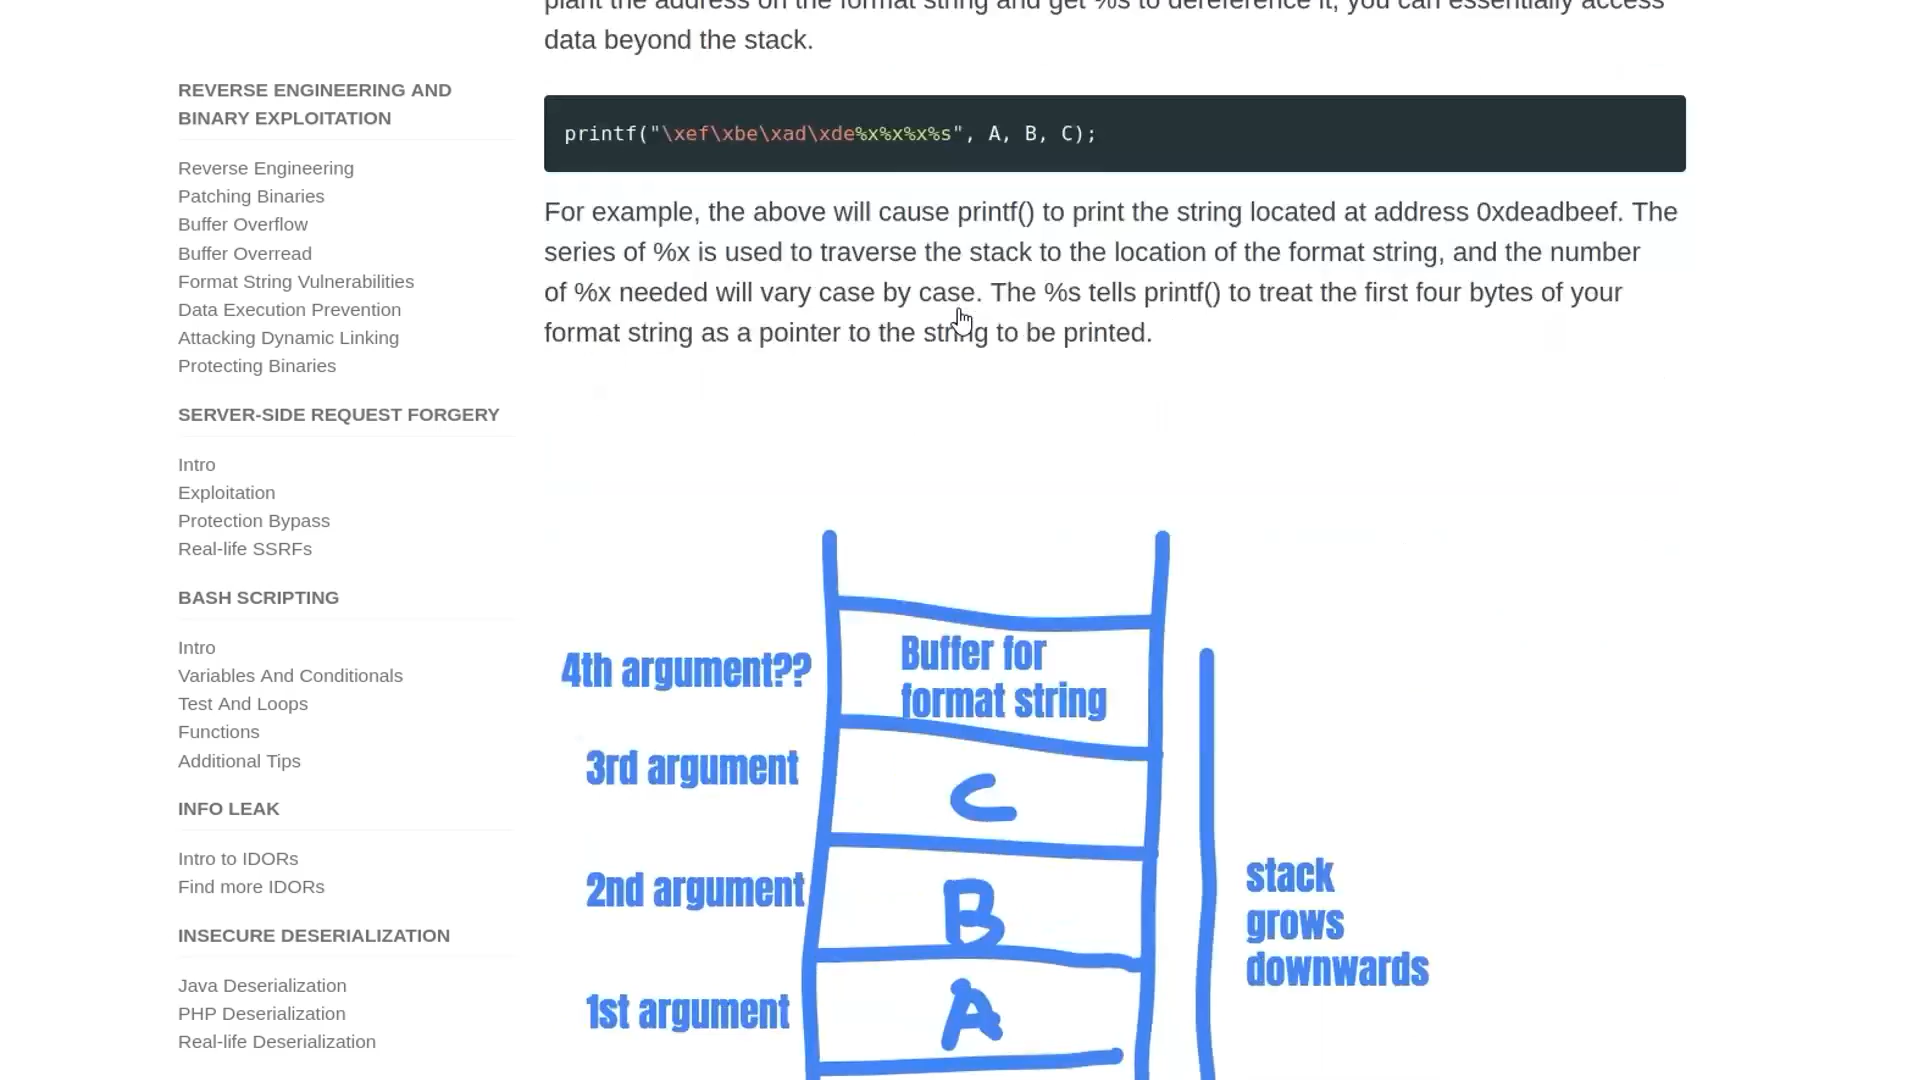 plant the address on the format string and get %s to dereference it, you can essentially access
data beyond the stack.
REVERSE ENGINEERING AND
BINARY EXPLOITATION
Reverse Engineering
Patching Binaries
Buffer Overflow
Buffer Overread
Format String Vulnerabilities
Data Execution Prevention
Attacking Dynamic Linking
Protecting Binaries
SERVER-SIDE REQUEST FORGERY
Intro
Exploitation
Protection Bypass
Real-life SSRFs
BASH SCRIPTING
Intro
Variables And Conditionals
Test And Loops
Functions
Additional Tips
INFO LEAK
Intro to IDORs
Find more IDORs
INSECURE DESERIALIZATION
Java Deserialization
PHP Deserialization
Real-life Deserialization
printf("\xef\xbe\xad\xde%x%x%x%s", A, B, C);
For example, the above will cause printf() to print the string located at address 0xdeadbeef. The
series of %x is used to traverse the stack to the location of the format string, and the number
of %x needed will vary case by case. The %s tells printf() to treat the first four bytes of your
format string as a pointer to the string to be printed.
4th argument??
Buffer for
format string
3rd argument
C
2nd argument
B
1st argument
A
stack
grows
downwards